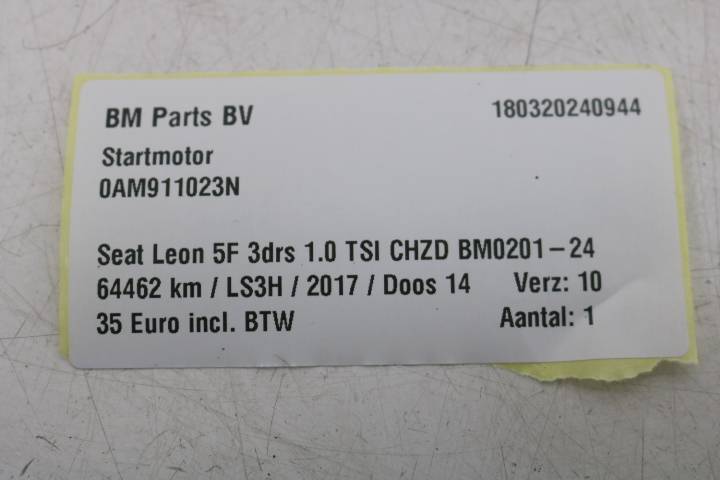 BM Parts BV 180320240944
Startmotor
0AM911023N
Seat Leon 5F 3drs 1.0 TSI CHZD BM0201-24
64462 km / LS3H / 2017 / Doos 14 Verz: 10
35 Euro incl. BTW Aantal: 1